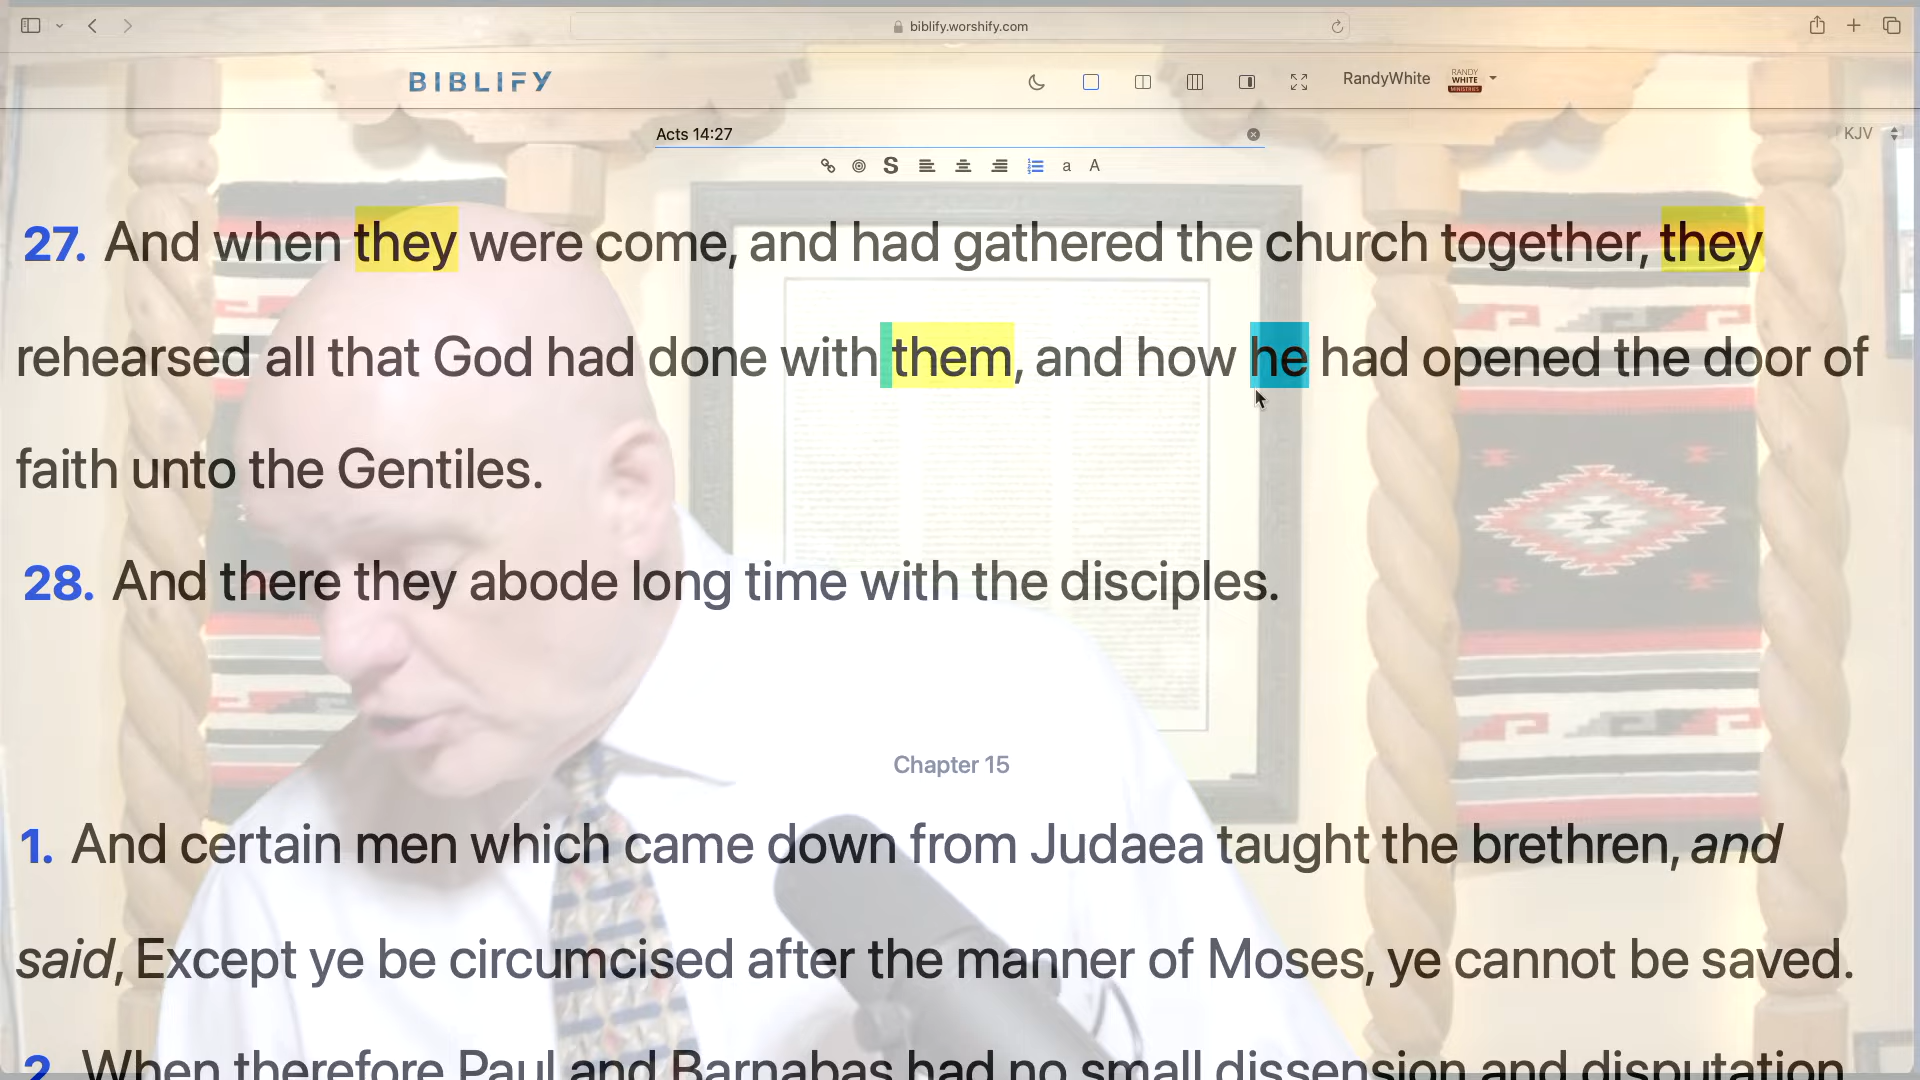 biblify.worshify.com
BIBLIFY
RandyWhite
RANDY
WHITE
MINISTRIES
Acts 14:27
KJV
S a A
27. And when they were come, and had gathered the church together, they
rehearsed all that God had done with them, and how he had opened the door of
faith unto the Gentiles.
28. And there they abode long time with the disciples.
Chapter 15
1. And certain men which came down from Judaea taught the brethren, and
said, Except ye be circumcised after the manner of Moses, ye cannot be saved.
2. When therefore Paul and Barnabas had no small dissension and disputation